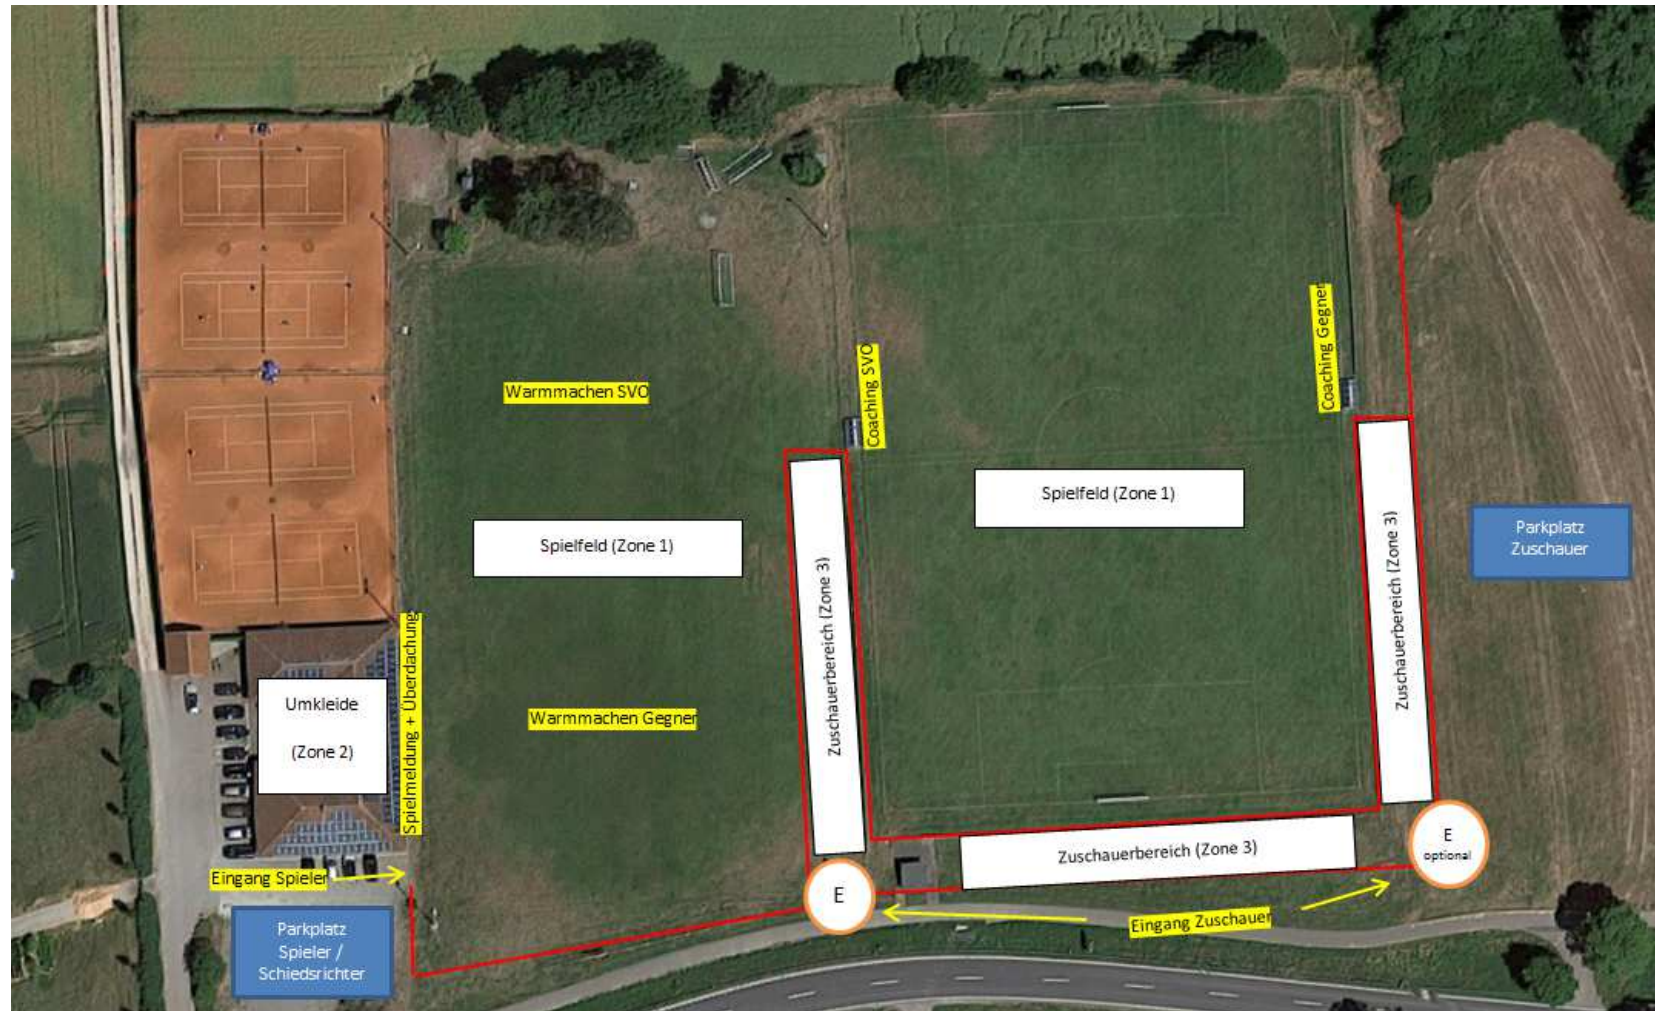 Warmmachen SVO
Coaching SVO
Coaching Gegner
Spielfeld (Zone 1)
Spielfeld (Zone 1)
Parkplatz
Zuschauer
Zuschauerbereich (Zone 3)
Zuschauerbereich (Zone 3)
Spielmeldung + Überdachung
Umkleide
(Zone 2)
Warmmachen Gegner
Zuschauerbereich (Zone 3)
E
optional
Eingang Spieler
E
Eingang Zuschauer
Parkplatz
Spieler /
Schiedsrichter